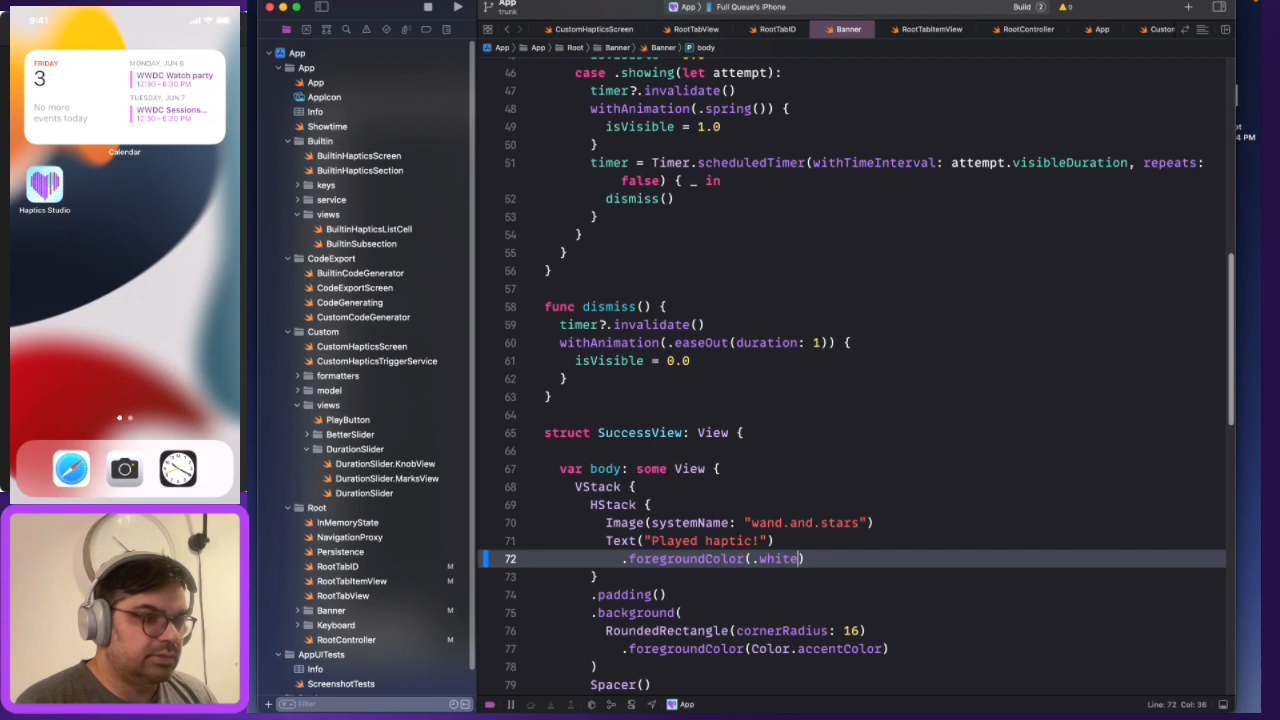 9:41
FRIDAY
3
No more
events today
MONDAY, JUN 6
WWDC Watch party
12:30–6:30 PM
TUESDAY, JUN 7
WWDC Sessions...
12:30–6:30 PM
Calendar
Haptics Studio
App
trunk
App
App
App
AppIcon
Info
Showtime
Builtin
BuiltinHapticsScreen
BuiltinHapticsSection
keys
service
views
BuiltinHapticsListCell
BuiltinSubsection
CodeExport
BuiltinCodeGenerator
CodeExportScreen
CodeGenerating
CustomCodeGenerator
Custom
CustomHapticsScreen
CustomHapticsTriggerService
formatters
model
views
PlayButton
BetterSlider
DurationSlider
DurationSlider.KnobView
DurationSlider.MarksView
DurationSlider
Root
InMemoryState
NavigationProxy
Persistence
RootTabID M
RootTabItemView M
RootTabView M
Banner M
Keyboard
RootController M
AppUITests
Info
ScreenshotTests
Filter
App › Full Queue's iPhone
Build 2 0
CustomHapticsScreen RootTabView RootTabID Banner RootTabItemView RootController App Custom
App › App › Root › Banner › Banner › P body
46 case .showing(let attempt):
47 timer?.invalidate()
48 withAnimation(.spring()) {
49 isVisible = 1.0
50 }
51 timer = Timer.scheduledTimer(withTimeInterval: attempt.visibleDuration, repeats:
false) { _ in
52 dismiss()
53 }
54 }
55 }
56 }
57
58 func dismiss() {
59 timer?.invalidate()
60 withAnimation(.easeOut(duration: 1)) {
61 isVisible = 0.0
62 }
63 }
64
65 struct SuccessView: View {
66
67 var body: some View {
68 VStack {
69 HStack {
70 Image(systemName: "wand.and.stars")
71 Text("Played haptic!")
72 .foregroundColor(.white)
73 }
74 .padding()
75 .background(
76 RoundedRectangle(cornerRadius: 16)
77 .foregroundColor(Color.accentColor)
78 )
79 Spacer()
App
Line: 72 Col: 36
4 PM